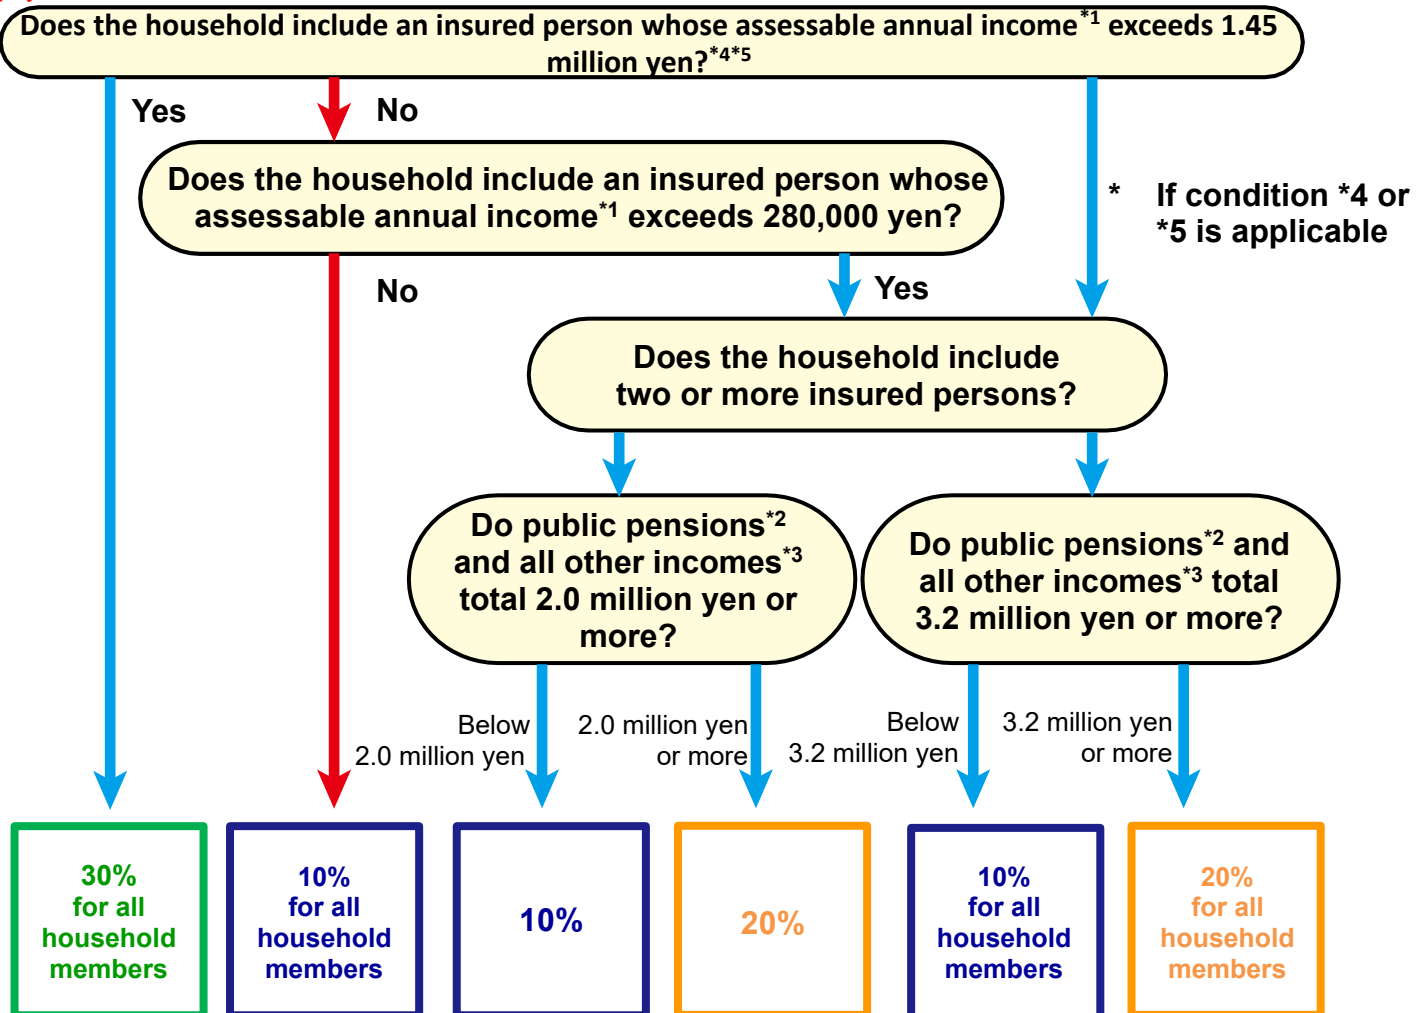 Does the household include an insured person whose assessable annual income*1 exceeds 1.45
million yen?*4*5
Yes
No
Does the household include an insured person whose
assessable annual income*1 exceeds 280,000 yen?
* If condition *4 or
*5 is applicable
No
Yes
Does the household include
two or more insured persons?
Do public pensions*2
and all other incomes*3
total 2.0 million yen or
more?
Do public pensions*2 and
all other incomes*3 total
3.2 million yen or more?
Below
2.0 million yen
2.0 million yen
or more
Below
3.2 million yen
3.2 million yen
or more
30%
for all
household
members
10%
for all
household
members
10%
20%
10%
for all
household
members
20%
for all
household
members